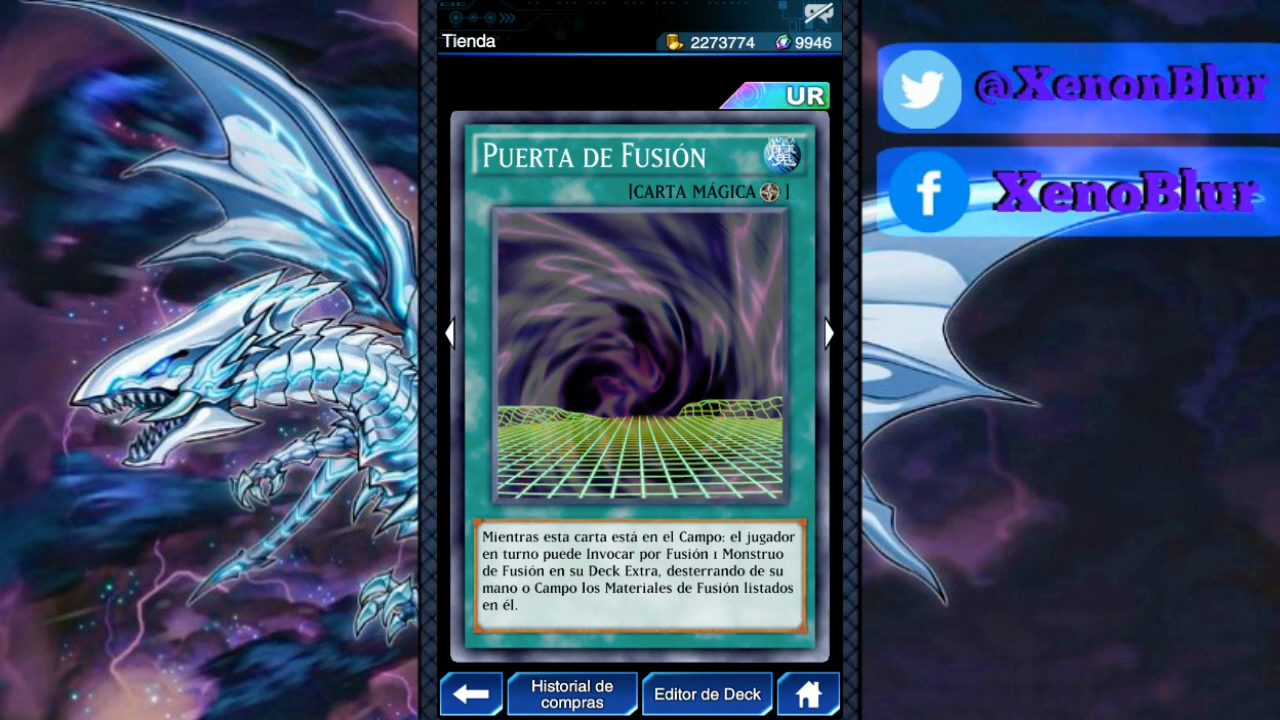 Tienda
2273774
9946
UR
PUERTA DE FUSIÓN
[CARTA MÁGICA ]
Mientras esta carta está en el Campo: el jugador
en turno puede Invocar por Fusión 1 Monstruo
de Fusión en su Deck Extra, desterrando de su
mano o Campo los Materiales de Fusión listados
en él.
Historial de
compras
Editor de Deck
@XenonBlur
XenoBlur